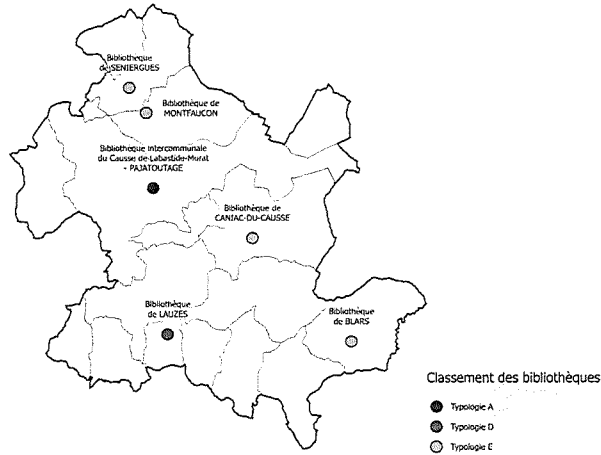 Bibliothèque
de SENIERGUES
Bibliothèque de
MONTFAUCON
Bibliothèque intercommunale
du Causse de-Labastide-Murat
- PAJATOUTAGE
Bibliothèque de
CANIAC-DU-CAUSSE
Bibliothèque
de LAUZES
Bibliothèque
de BLARS
Classement des bibliothèques
Typologie A
Typologie D
Typologie E